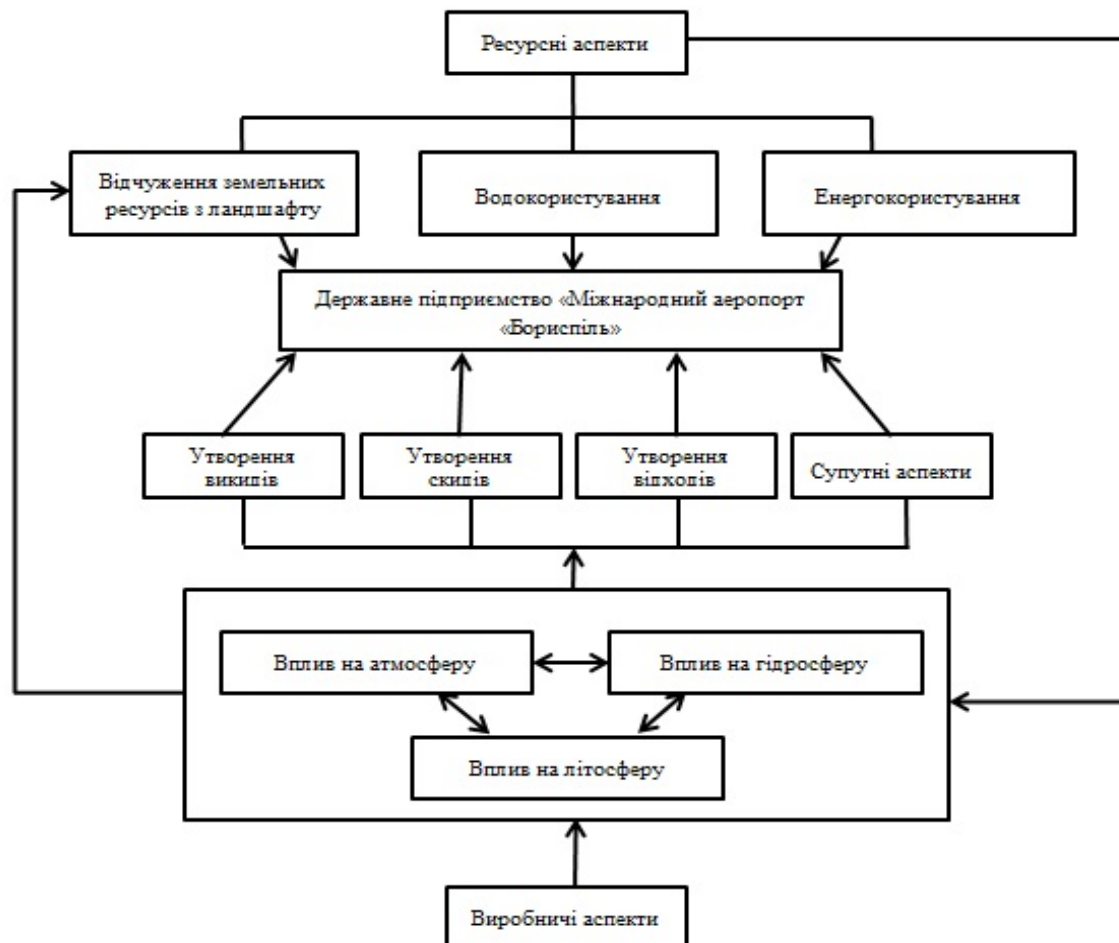 Ресурсні аспекти
Відчуження земельних
ресурсів з ландшафту
Водокористування
Енергокористування
Державне підприємство «Міжнародний аеропорт
«Бориспіль»
Утворення
викидів
Утворення
скидів
Утворення
відходів
Супутні аспекти
Вплив на атмосферу
Вплив на гідросферу
Вплив на літосферу
Виробничі аспекти